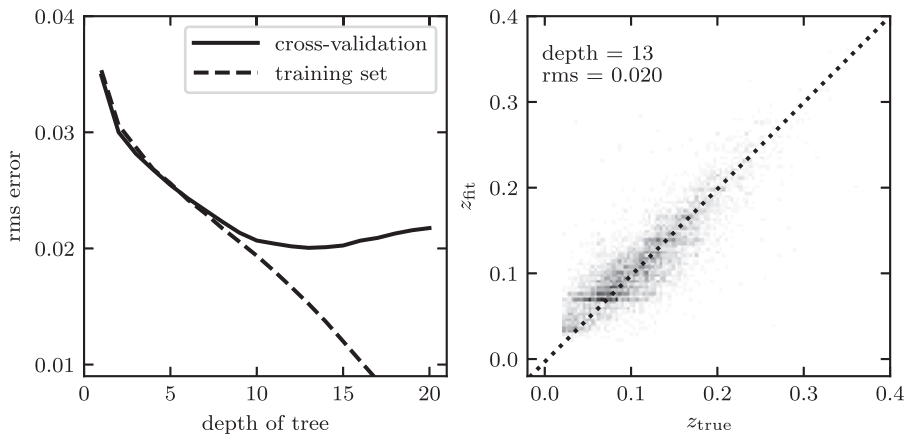 0.04
0.03
0.02
0.01
rms error
cross-validation
training set
0
5
10
15
20
depth of tree
0.4
0.3
0.2
0.1
0.0
z_fit
depth = 13
rms = 0.020
0.0
0.1
0.2
0.3
0.4
z_true